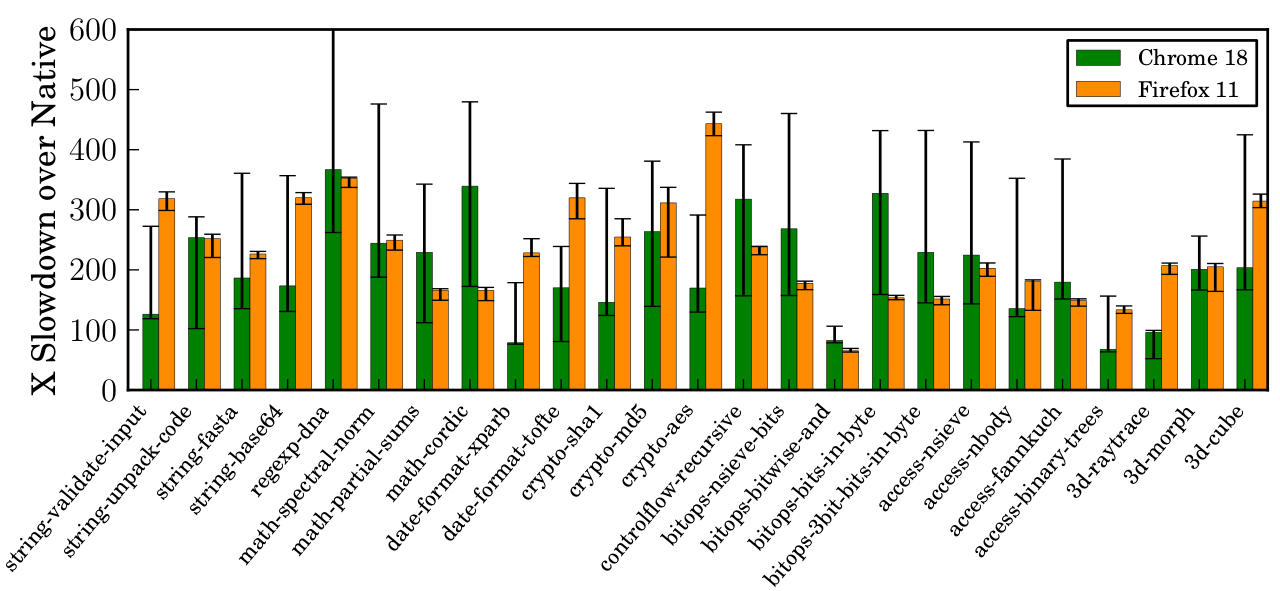 X Slowdown over Native
600
500
400
300
200
100
0
Chrome 18
Firefox 11
string-validate-input
string-unpack-code
string-fasta
string-base64
regexp-dna
math-spectral-norm
math-partial-sums
math-cordic
date-format-xparb
date-format-tofte
crypto-sha1
crypto-md5
crypto-aes
controlflow-recursive
bitops-nsieve-bits
bitops-bitwise-and
bitops-bits-in-byte
bitops-3bit-bits-in-byte
access-nsieve
access-nbody
access-fannkuch
access-binary-trees
3d-raytrace
3d-morph
3d-cube